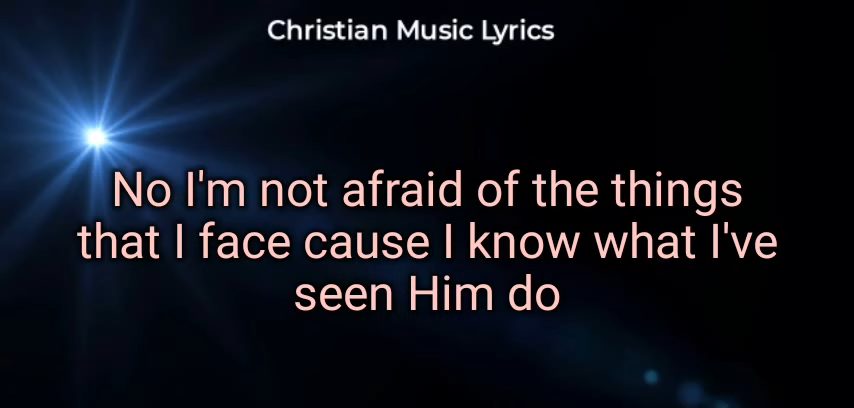 Christian Music Lyrics
No I'm not afraid of the things
that I face cause I know what I've
seen Him do